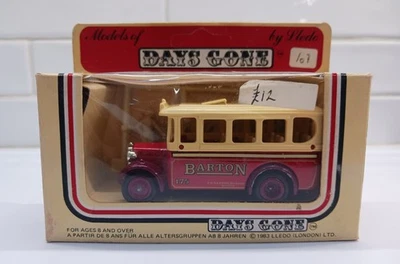 Models of by Lledo
DAYS GONE
107
£12
BARTON
DAYS GONE
FOR AGES 8 AND OVER
A PARTIR DE 8 ANS FÜR ALLE ALTERSGRUPPEN AB 8 JAHREN © 1983 LLEDO (LONDON) LTD.